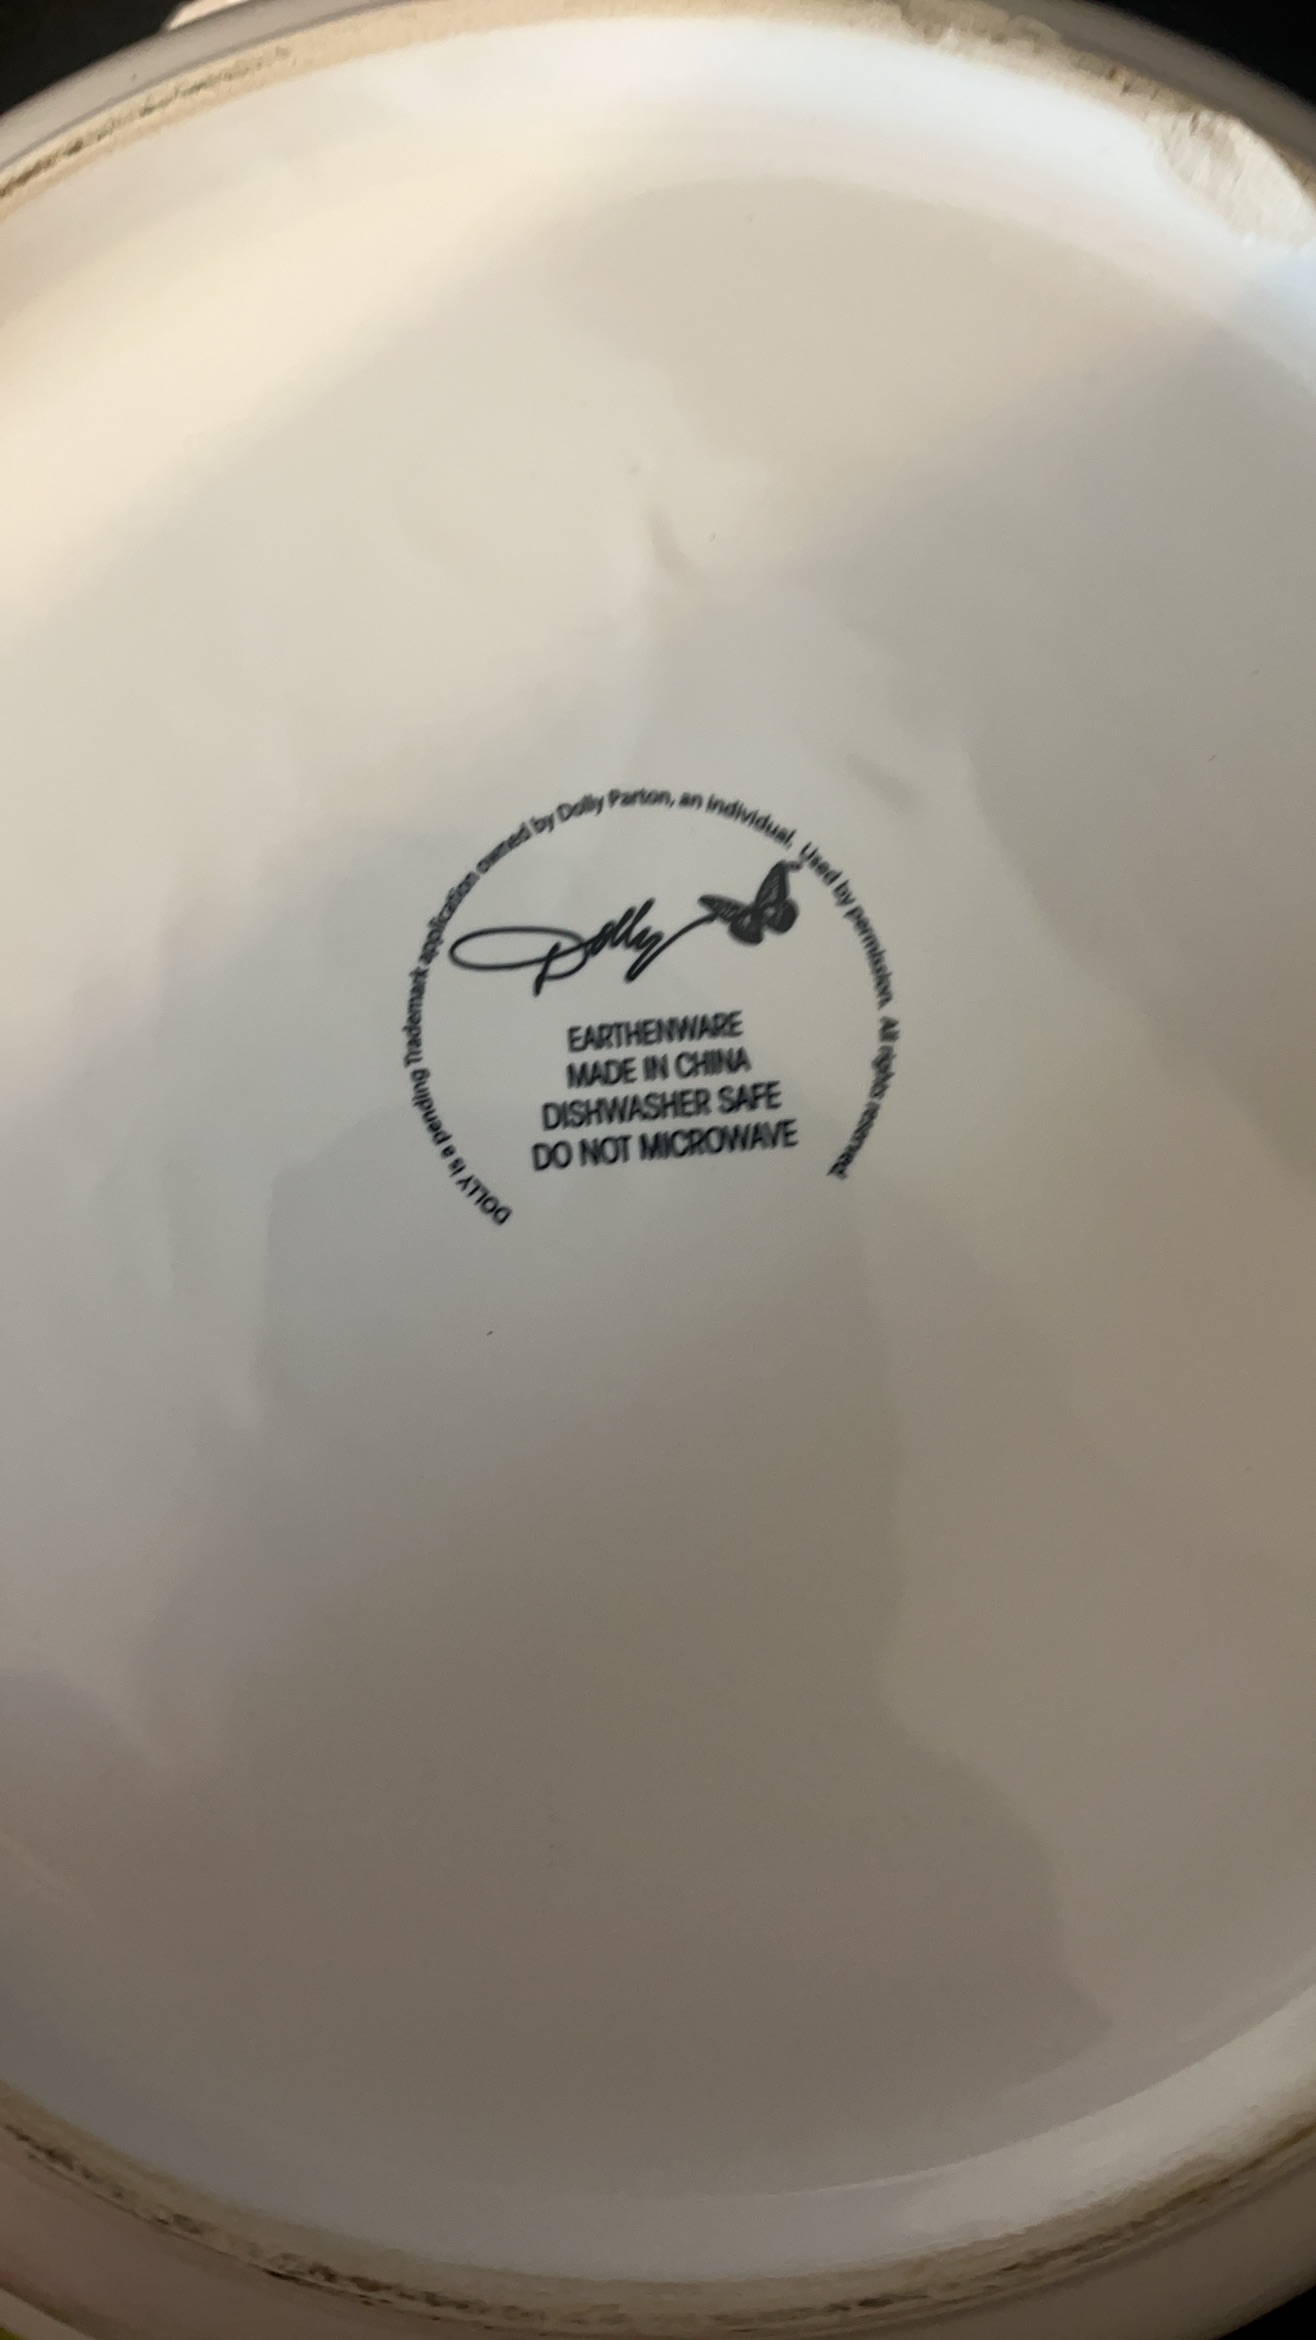 DOLLY is a pending Trademark application owned by Dolly Parton, an individual. Used by permission. All rights reserved.
Dolly
EARTHENWARE
MADE IN CHINA
DISHWASHER SAFE
DO NOT MICROWAVE